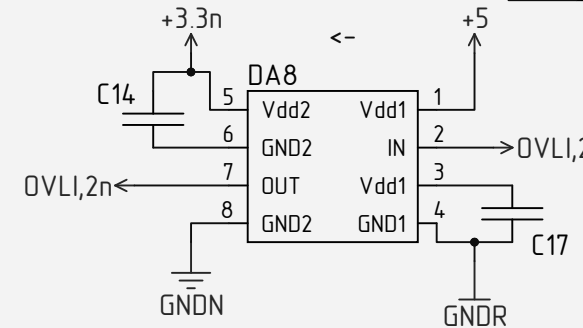 +3.3n
<-
+5
DA8
C14
5 Vdd2 Vdd1 1
6 GND2 IN 2
OVLI,2
7 OUT Vdd1 3
OVLI,2n
8 GND2 GND1 4
C17
GNDN
GNDR